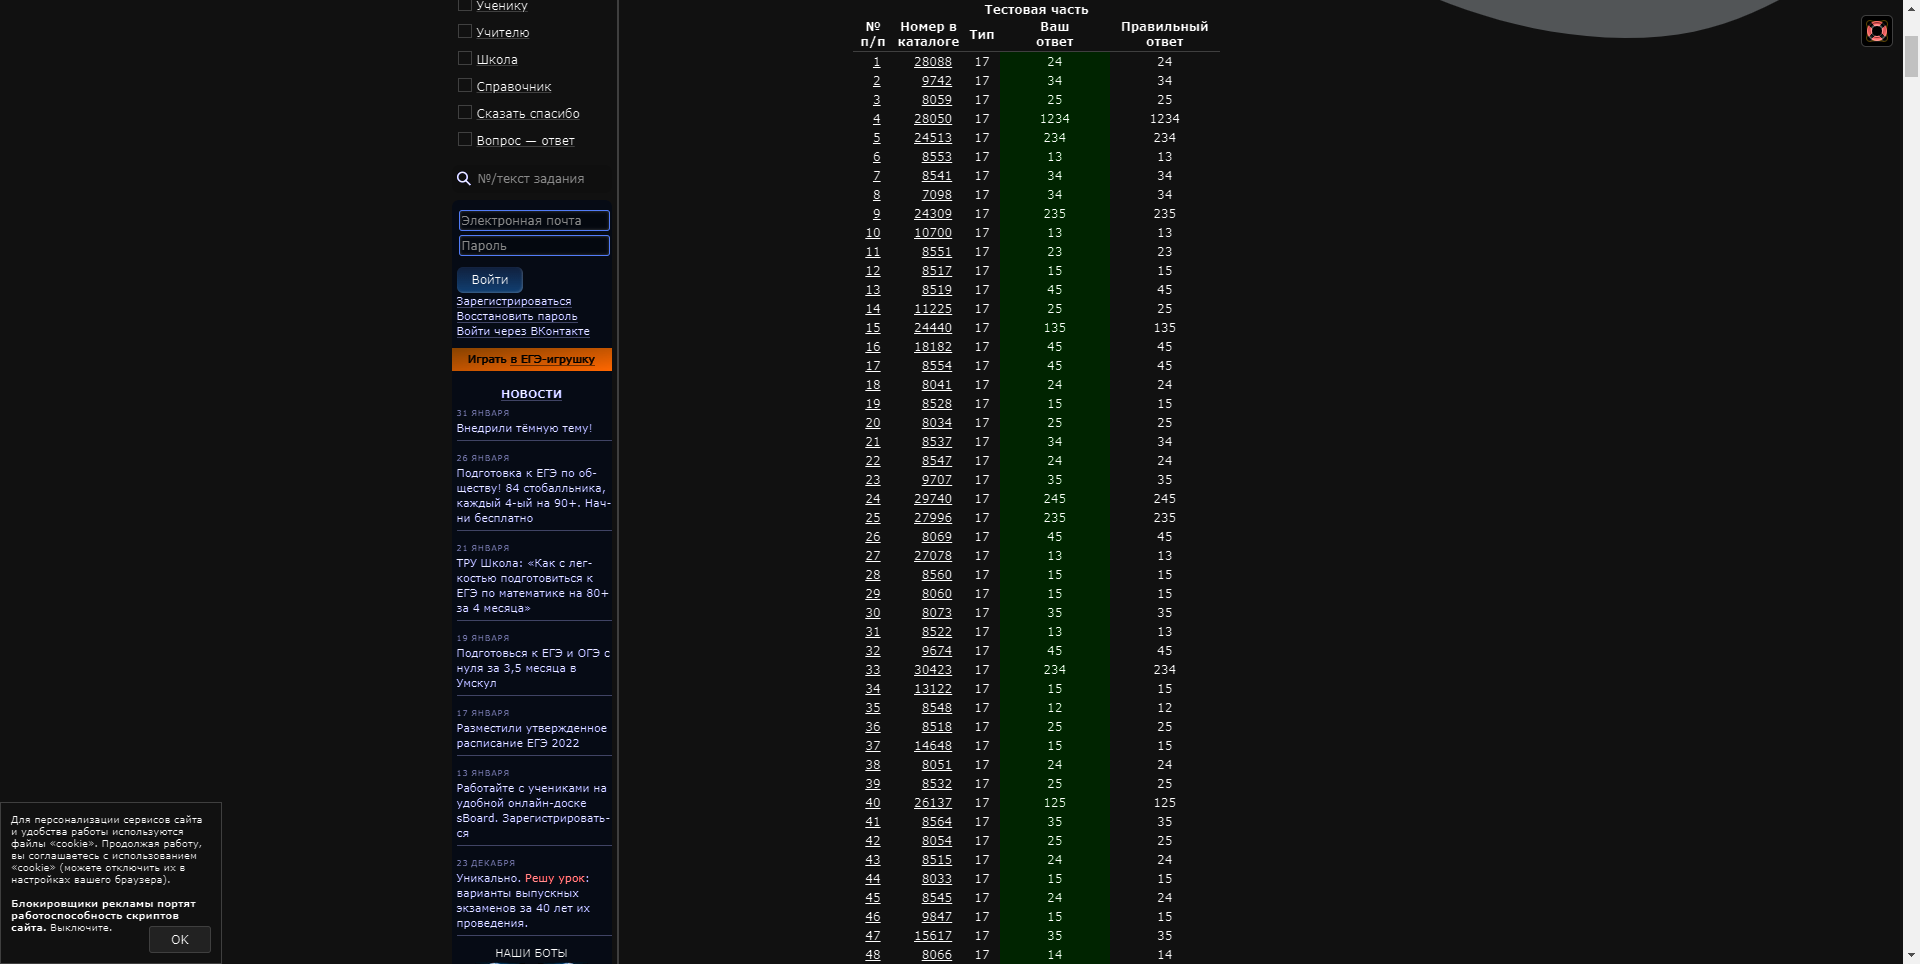 Ученику
Учителю
Школа
Справочник
Сказать спасибо
Вопрос — ответ
№/текст задания
Электронная почта
Пароль
Войти
Зарегистрироваться
Восстановить пароль
Войти через ВКонтакте
Играть в ЕГЭ-игрушку
НОВОСТИ
31 ЯНВАРЯ
Внедрили тёмную тему!
26 ЯНВАРЯ
Подготовка к ЕГЭ по об-
ществу! 84 стобалльника,
каждый 4-ый на 90+. Нач-
ни бесплатно
21 ЯНВАРЯ
ТРУ Школа: «Как с лег-
костью подготовиться к
ЕГЭ по математике на 80+
за 4 месяца»
19 ЯНВАРЯ
Подготовься к ЕГЭ и ОГЭ с
нуля за 3,5 месяца в
Умскул
17 ЯНВАРЯ
Разместили утвержденное
расписание ЕГЭ 2022
13 ЯНВАРЯ
Работайте с учениками на
удобной онлайн-доске
sBoard. Зарегистрировать-
ся
23 ДЕКАБРЯ
Уникально. Решу урок:
варианты выпускных
экзаменов за 40 лет их
проведения.
НАШИ БОТЫ
Для персонализации сервисов сайта
и удобства работы используются
файлы «cookie». Продолжая работу,
вы соглашаетесь с использованием
«cookie» (можете отключить их в
настройках вашего браузера).
Блокировщики рекламы портят
работоспособность скриптов
сайта. Выключите.
OK
Тестовая часть
№ п/п Номер в каталоге Тип Ваш ответ Правильный ответ
1 28088 17 24 24
2 9742 17 34 34
3 8059 17 25 25
4 28050 17 1234 1234
5 24513 17 234 234
6 8553 17 13 13
7 8541 17 34 34
8 7098 17 34 34
9 24309 17 235 235
10 10700 17 13 13
11 8551 17 23 23
12 8517 17 15 15
13 8519 17 45 45
14 11225 17 25 25
15 24440 17 135 135
16 18182 17 45 45
17 8554 17 45 45
18 8041 17 24 24
19 8528 17 15 15
20 8034 17 25 25
21 8537 17 34 34
22 8547 17 24 24
23 9707 17 35 35
24 29740 17 245 245
25 27996 17 235 235
26 8069 17 45 45
27 27078 17 13 13
28 8560 17 15 15
29 8060 17 15 15
30 8073 17 35 35
31 8522 17 13 13
32 9674 17 45 45
33 30423 17 234 234
34 13122 17 15 15
35 8548 17 12 12
36 8518 17 25 25
37 14648 17 15 15
38 8051 17 24 24
39 8532 17 25 25
40 26137 17 125 125
41 8564 17 35 35
42 8054 17 25 25
43 8515 17 24 24
44 8033 17 15 15
45 8545 17 24 24
46 9847 17 15 15
47 15617 17 35 35
48 8066 17 14 14